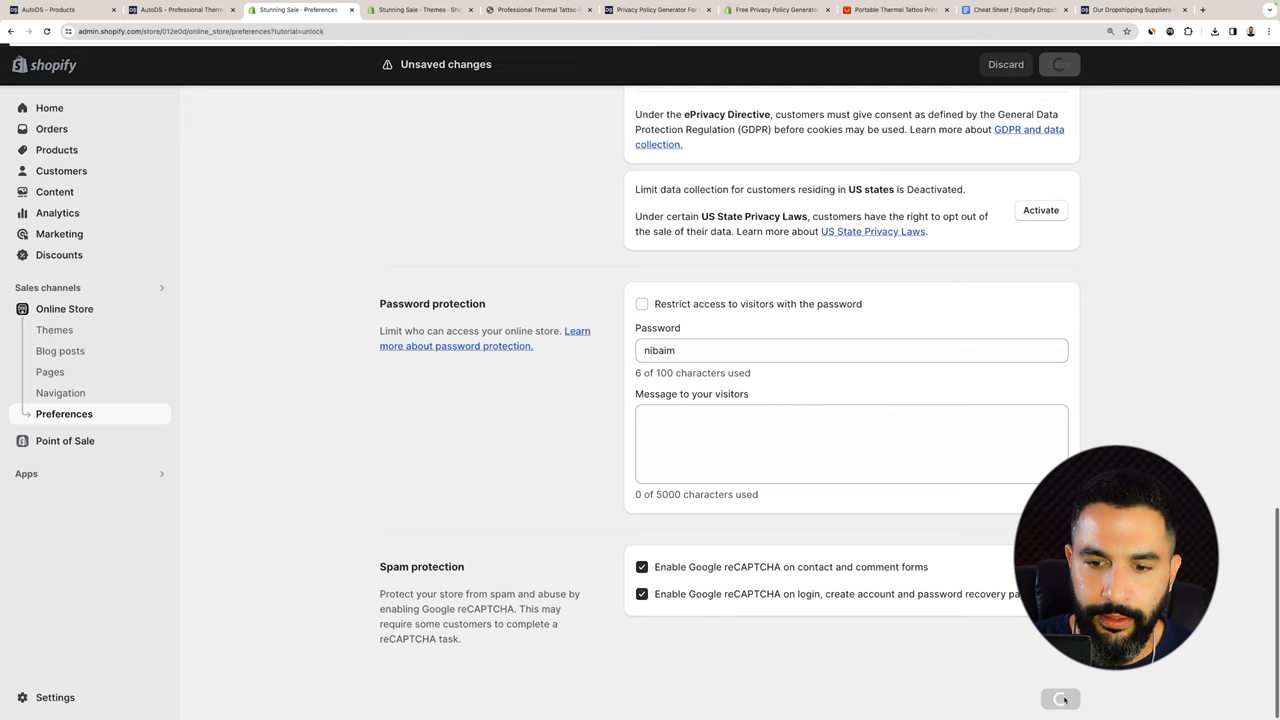 AutoDS - Products
AutoDS - Professional Therm
Stunning Sale - Preferences
Stunning Sale - Themes - Sho
Professional Thermal Tattoo
Privacy Policy Generator For
Free Privacy Policy Generato
Portable Thermal Tattoo Prin
Cheat Sheet / Shopify Drops
Our Dropshipping Suppliers
admin.shopify.com/store/012e0d/online_store/preferences?tutorial=unlock
shopify
Unsaved changes
Discard
Home
Orders
Products
Customers
Content
Analytics
Marketing
Discounts
Sales channels
Online Store
Themes
Blog posts
Pages
Navigation
Preferences
Point of Sale
Apps
Settings
Under the ePrivacy Directive, customers must give consent as defined by the General Data
Protection Regulation (GDPR) before cookies may be used. Learn more about GDPR and data
collection.
Limit data collection for customers residing in US states is Deactivated.
Under certain US State Privacy Laws, customers have the right to opt out of
the sale of their data. Learn more about US State Privacy Laws.
Activate
Password protection
Limit who can access your online store. Learn
more about password protection.
Restrict access to visitors with the password
Password
nibaim
6 of 100 characters used
Message to your visitors
0 of 5000 characters used
Spam protection
Protect your store from spam and abuse by
enabling Google reCAPTCHA. This may
require some customers to complete a
reCAPTCHA task.
Enable Google reCAPTCHA on contact and comment forms
Enable Google reCAPTCHA on login, create account and password recovery pa